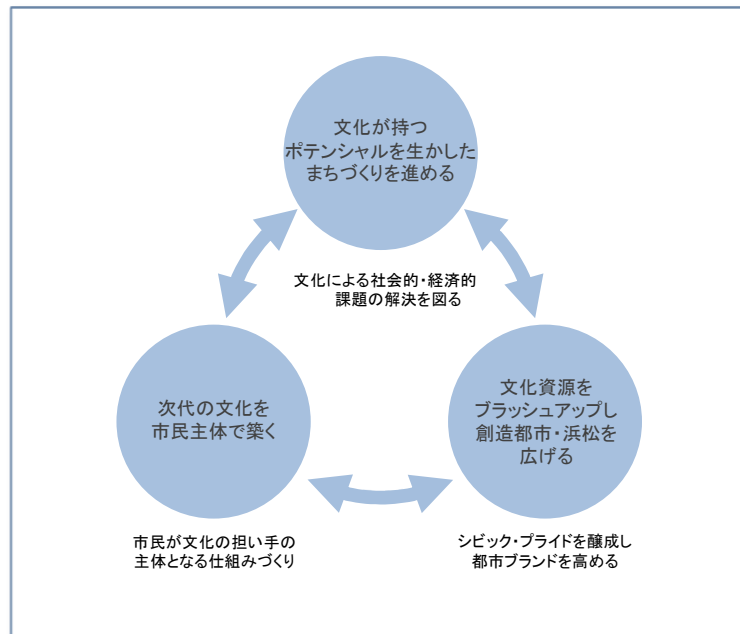 文化が持つ
ポテンシャルを生かした
まちづくりを進める
文化による社会的・経済的
課題の解決を図る
次代の文化を
市民主体で築く
市民が文化の担い手の
主体となる仕組みづくり
文化資源を
ブラッシュアップし
創造都市・浜松を
広げる
シビック・プライドを醸成し
都市ブランドを高める